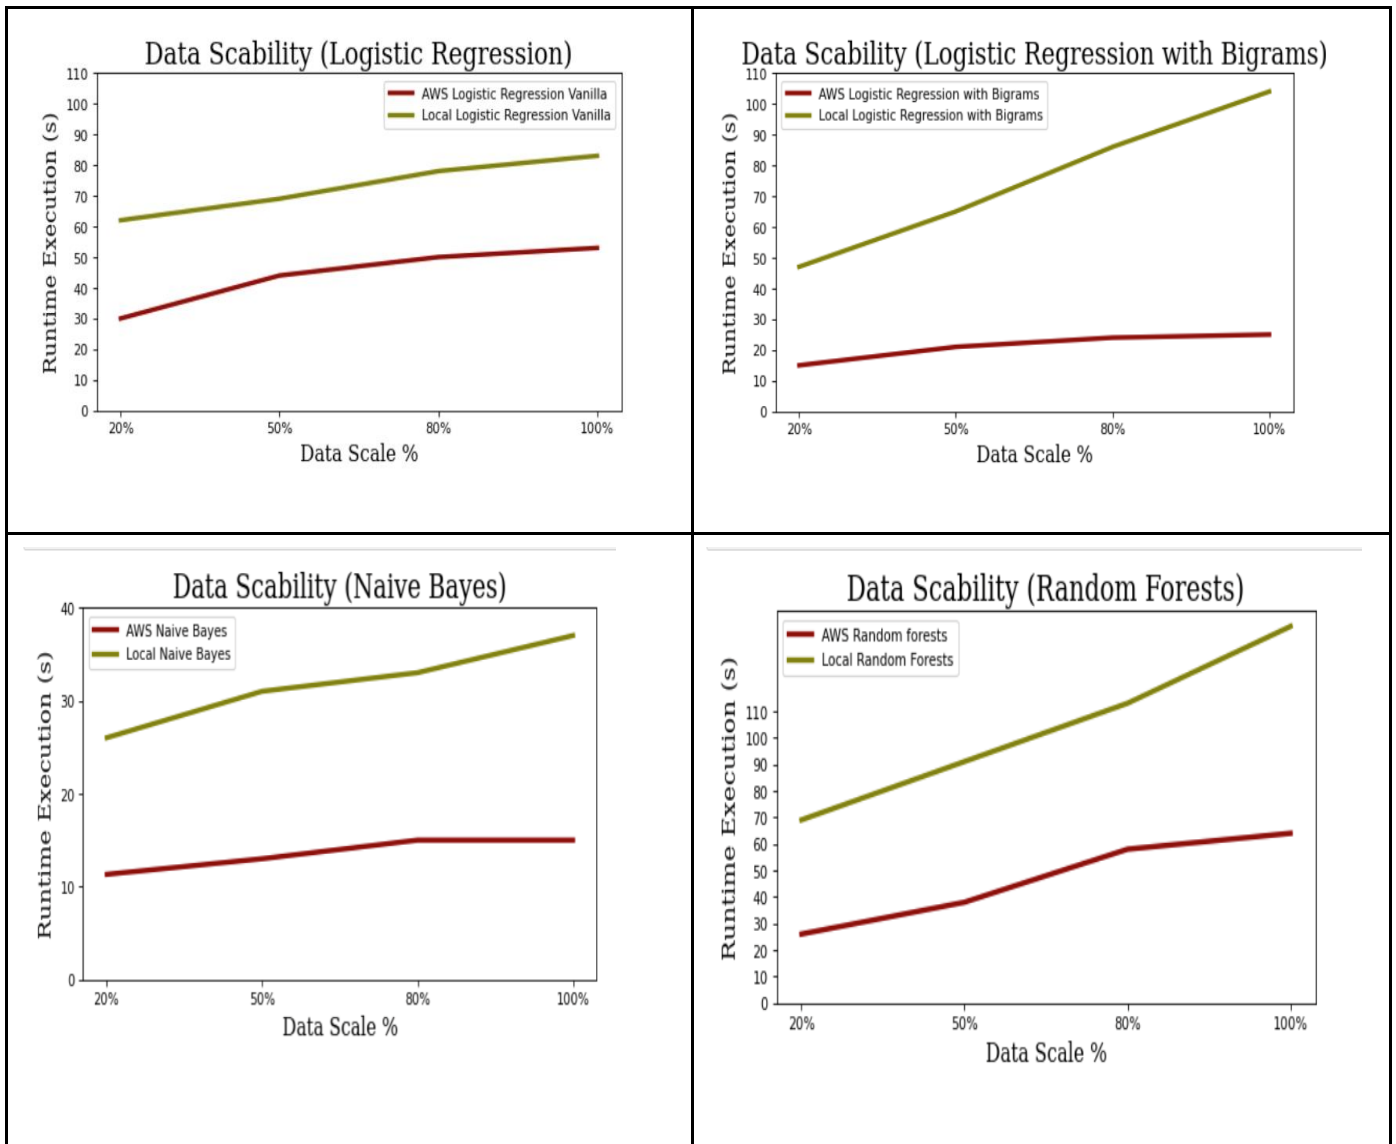 Data Scability (Logistic Regression)
110
100
90
80
70
60
50
40
30
20
10
0
Runtime Execution (s)
AWS Logistic Regression Vanilla
Local Logistic Regression Vanilla
20% 50% 80% 100%
Data Scale %
Data Scability (Logistic Regression with Bigrams)
110
100
90
80
70
60
50
40
30
20
10
0
Runtime Execution (s)
AWS Logistic Regression with Bigrams
Local Logistic Regression with Bigrams
20% 50% 80% 100%
Data Scale %
Data Scability (Naive Bayes)
40
30
20
10
0
Runtime Execution (s)
AWS Naive Bayes
Local Naive Bayes
20% 50% 80% 100%
Data Scale %
Data Scability (Random Forests)
110
100
90
80
70
60
50
40
30
20
10
0
Runtime Execution (s)
AWS Random forests
Local Random Forests
20% 50% 80% 100%
Data Scale %